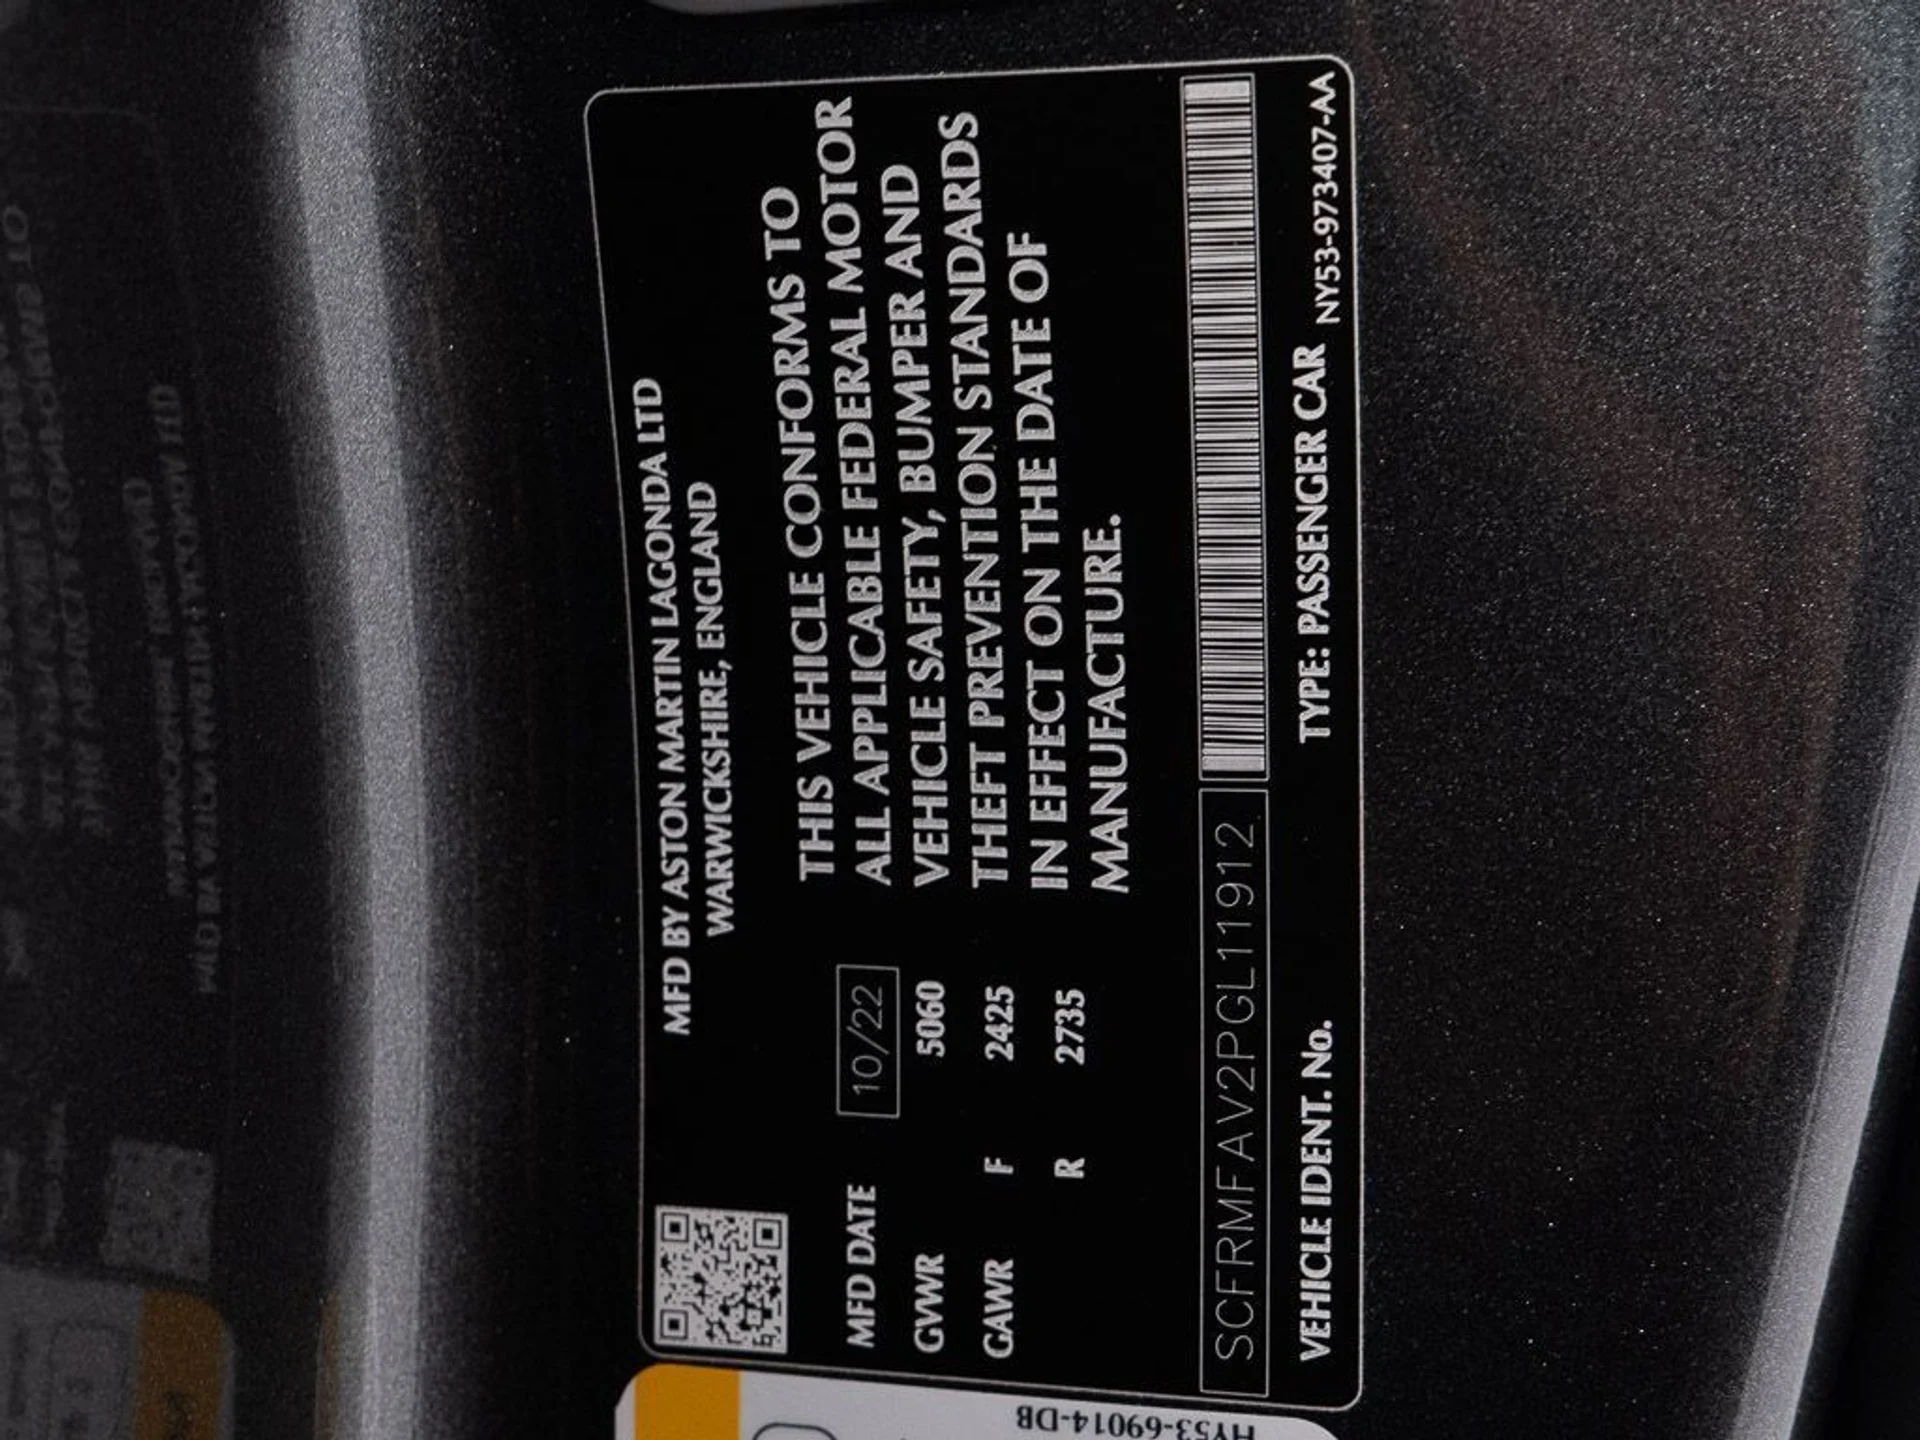 MFD BY ASTON MARTIN LAGONDA LTD
WARWICKSHIRE, ENGLAND
MFD DATE 10/22
GVWR 5060
GAWR F 2425
R 2735
THIS VEHICLE CONFORMS TO
ALL APPLICABLE FEDERAL MOTOR
VEHICLE SAFETY, BUMPER AND
THEFT PREVENTION STANDARDS
IN EFFECT ON THE DATE OF
MANUFACTURE.
SCFRMFAV2PGL11912
VEHICLE IDENT. No. TYPE: PASSENGER CAR NY53-973407-AA
HY53-69014-DB